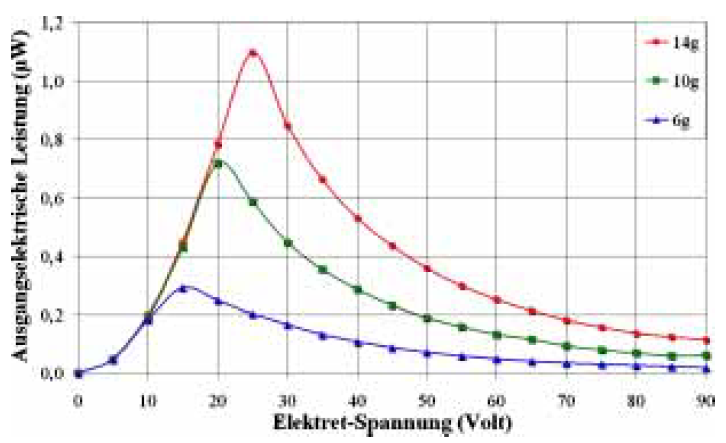 1,2
1,0
0,8
0,6
0,4
0,2
0,0
Ausgangselektrische Leistung (µW)
14g
10g
6g
0 10 20 30 40 50 60 70 80 90
Elektret-Spannung (Volt)